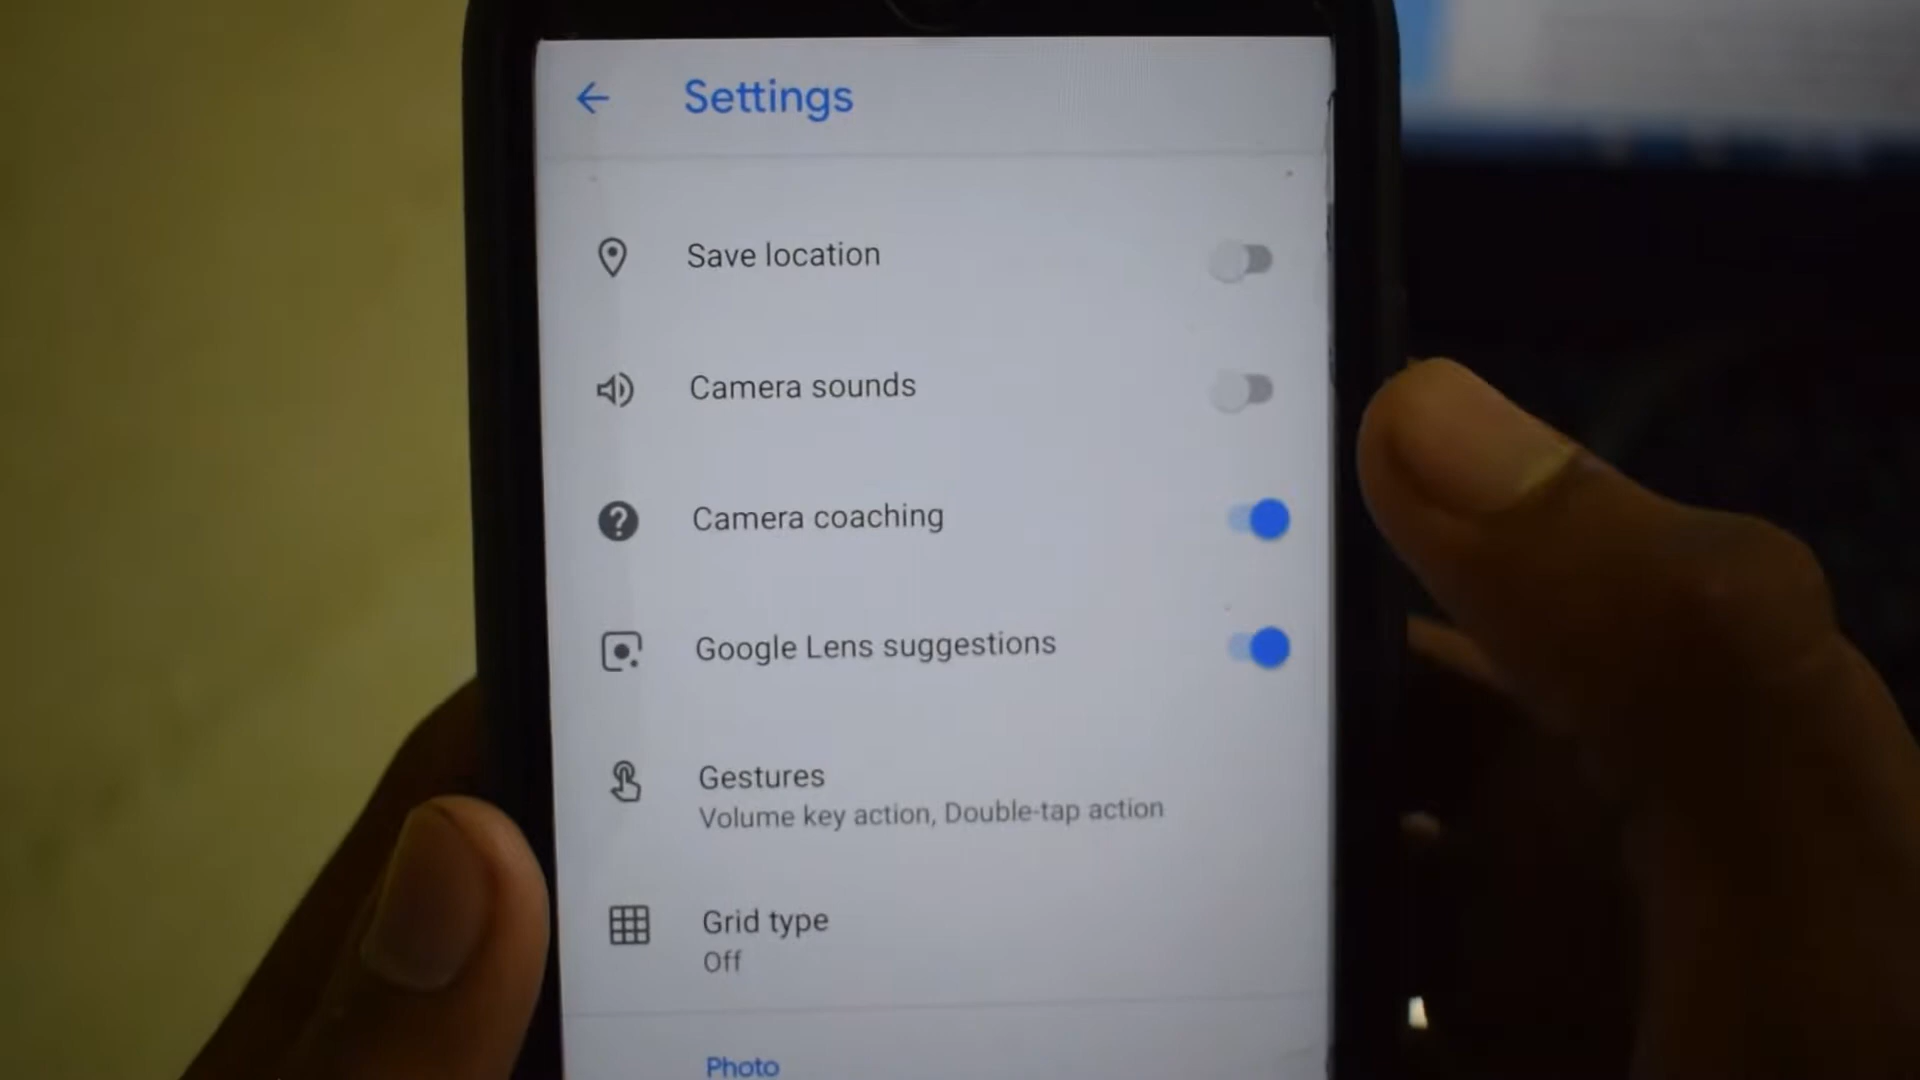 Settings
Save location
Camera sounds
Camera coaching
Google Lens suggestions
Gestures
Volume key action, Double-tap action
Grid type
Off
Photo